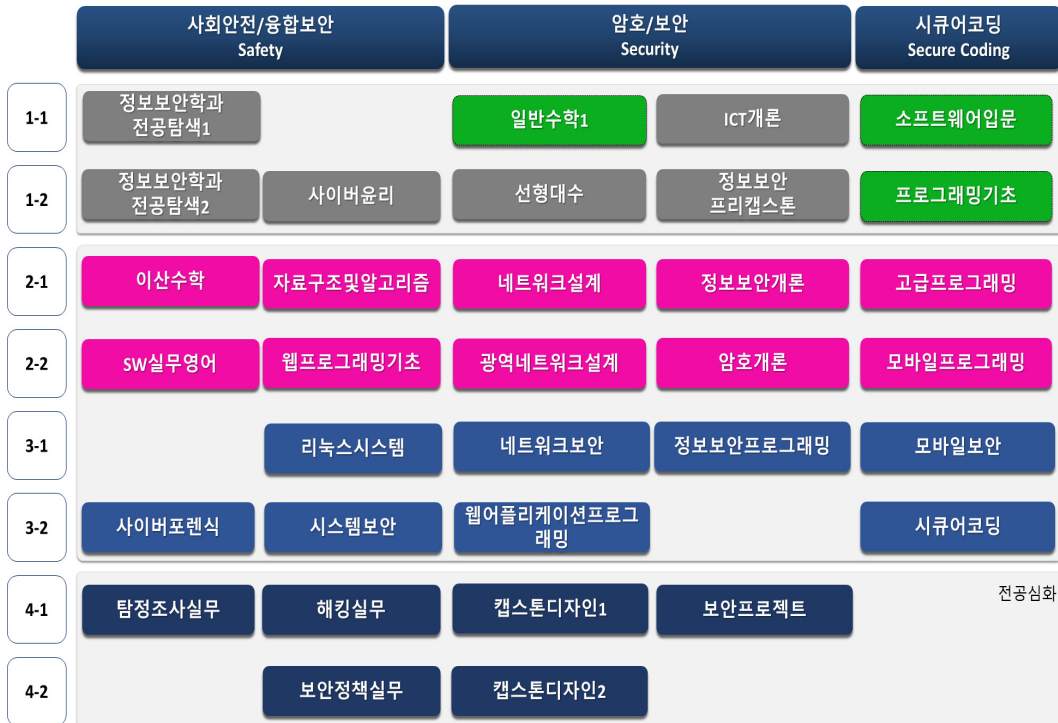 사회안전/융합보안
Safety
암호/보안
Security
시큐어코딩
Secure Coding
1-1
정보보안학과
전공탐색1
일반수학1
ICT개론
소프트웨어입문
1-2
정보보안학과
전공탐색2
사이버윤리
선형대수
정보보안
프리캡스톤
프로그래밍기초
2-1
이산수학
자료구조및알고리즘
네트워크설계
정보보안개론
고급프로그래밍
2-2
SW실무영어
웹프로그래밍기초
광역네트워크설계
암호개론
모바일프로그래밍
3-1
리눅스시스템
네트워크보안
정보보안프로그래밍
모바일보안
3-2
사이버포렌식
시스템보안
웹어플리케이션프로그
래밍
시큐어코딩
4-1
탐정조사실무
해킹실무
캡스톤디자인1
보안프로젝트
전공심화
4-2
보안정책실무
캡스톤디자인2